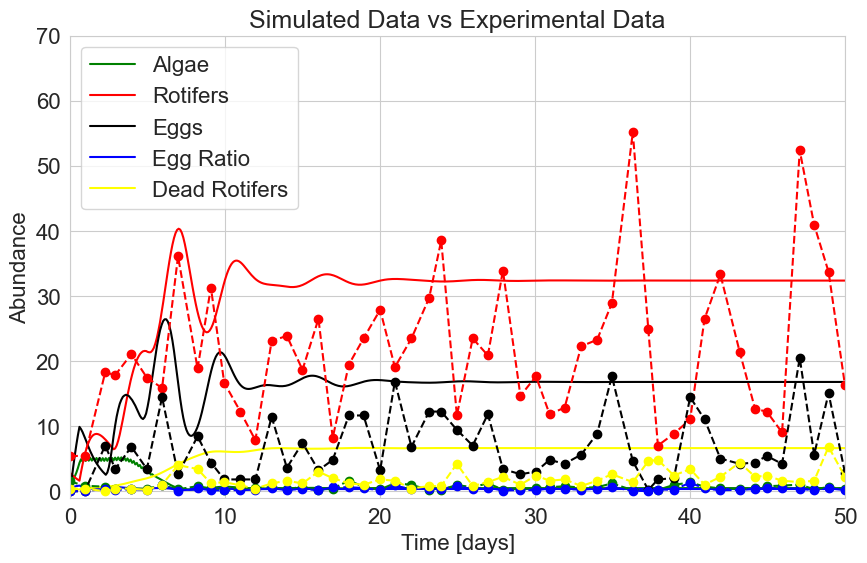 Simulated Data vs Experimental Data
70
60
50
40
30
20
10
0
Abundance
Algae
Rotifers
Eggs
Egg Ratio
Dead Rotifers
0 10 20 30 40 50
Time [days]